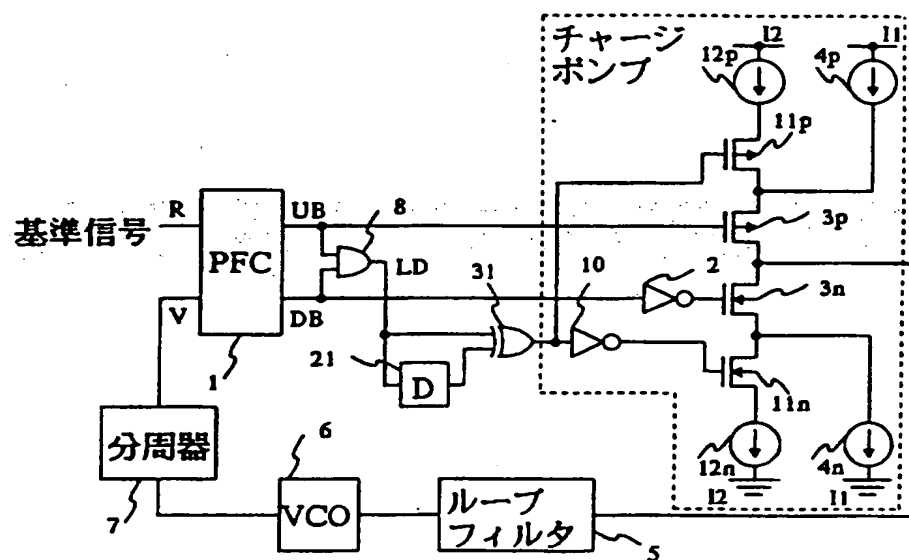 チャージ
ポンプ
I2
I1
12p
4p
11p
R
UB
8
基準信号
PFC
LD
31
10
2
3p
3n
V
DB
1
21
D
11n
分周器
7
6
VCO
ループ
フィルタ
5
12n
4n
I2
I1